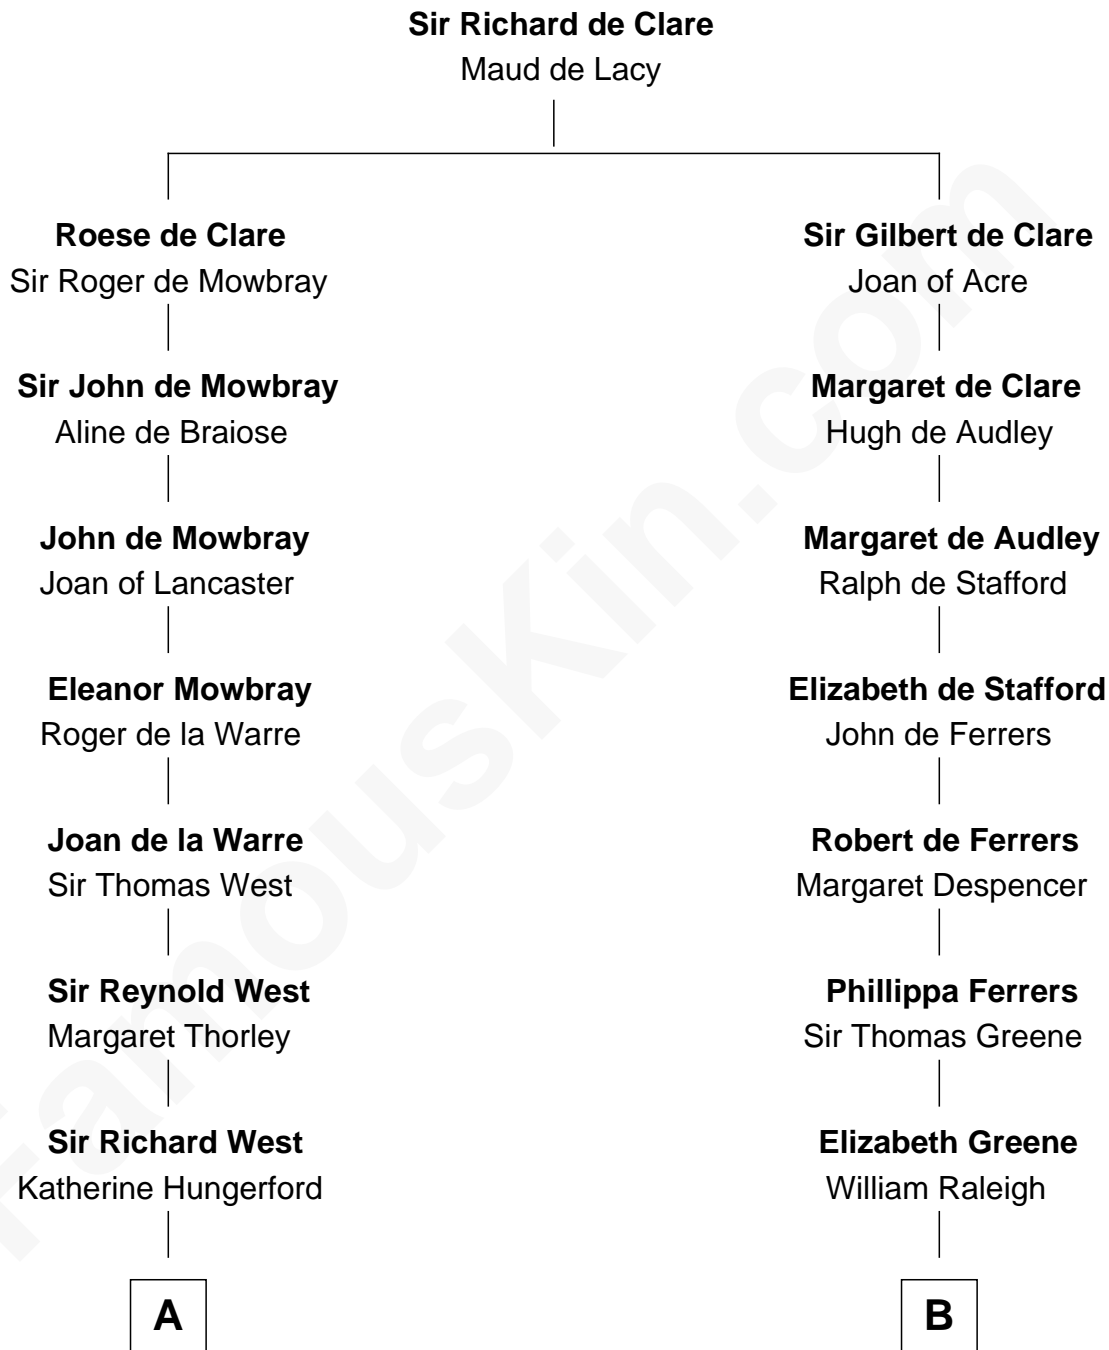 Sir Richard de Clare
Maud de Lacy
Roese de Clare
Sir Roger de Mowbray
Sir Gilbert de Clare
Joan of Acre
Sir John de Mowbray
Aline de Braiose
Margaret de Clare
Hugh de Audley
John de Mowbray
Joan of Lancaster
Margaret de Audley
Ralph de Stafford
Eleanor Mowbray
Roger de la Warre
Elizabeth de Stafford
John de Ferrers
Joan de la Warre
Sir Thomas West
Robert de Ferrers
Margaret Despencer
Sir Reynold West
Margaret Thorley
Phillippa Ferrers
Sir Thomas Greene
Sir Richard West
Katherine Hungerford
Elizabeth Greene
William Raleigh
A
B
FamousKin.com